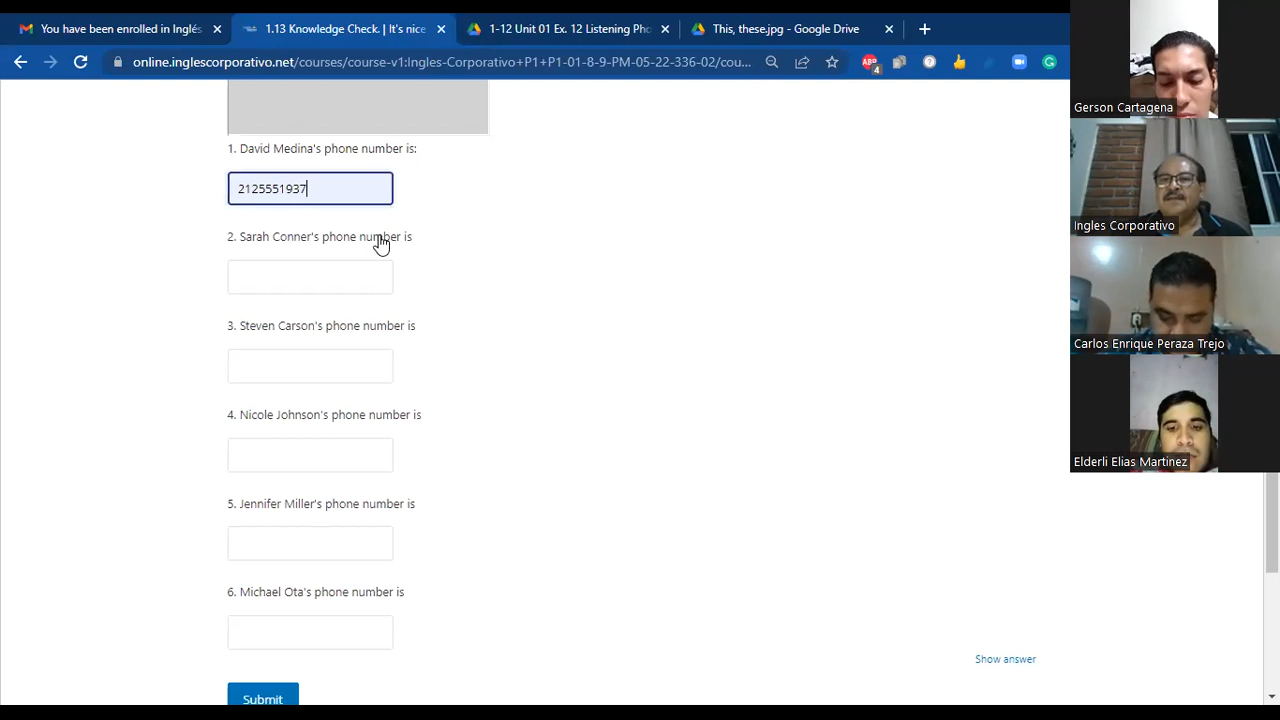 You have been enrolled in Inglés
1.13 Knowledge Check. | It's nice
1-12 Unit 01 Ex. 12 Listening Pho
This, these.jpg - Google Drive
online.inglescorporativo.net/courses/course-v1:Ingles-Corporativo+P1+P1-01-8-9-PM-05-22-336-02/cou...
ABP
4
1. David Medina's phone number is:
2125551937
2. Sarah Conner's phone number is
3. Steven Carson's phone number is
4. Nicole Johnson's phone number is
5. Jennifer Miller's phone number is
6. Michael Ota's phone number is
Show answer
Submit
Gerson Cartagena
Ingles Corporativo
Carlos Enrique Peraza Trejo
Elderli Elias Martinez